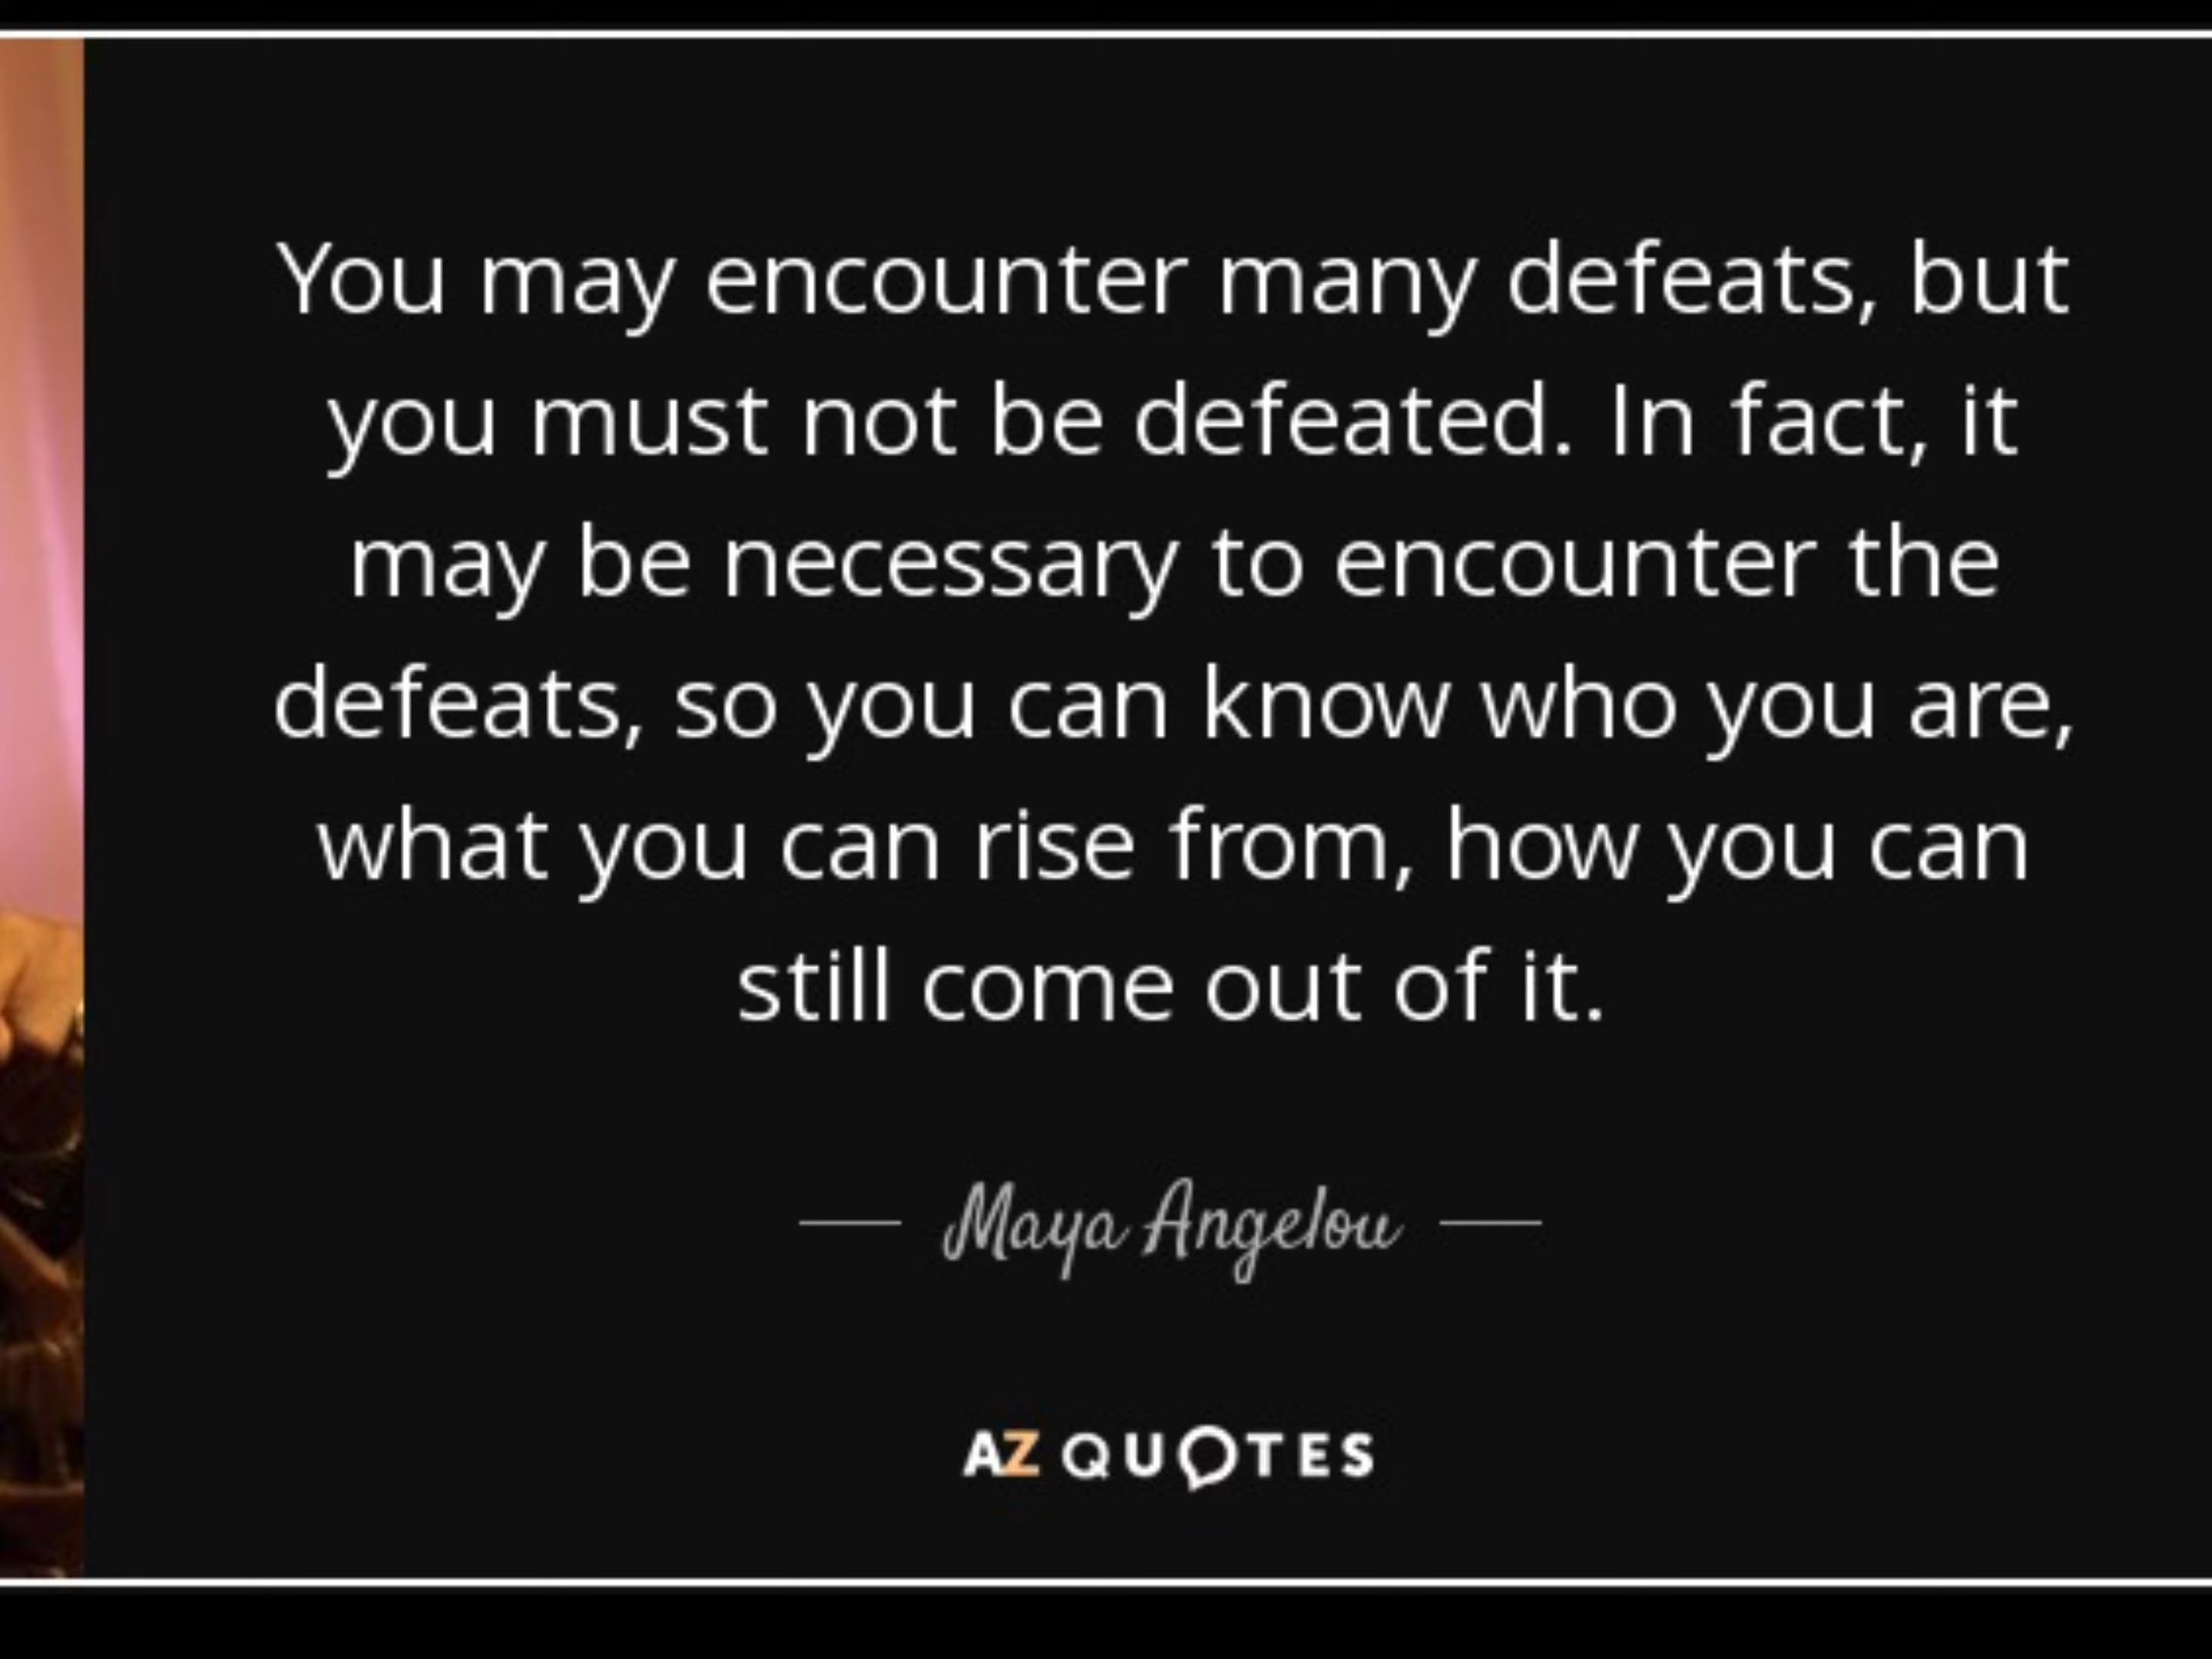 You may encounter many defeats, but
you must not be defeated. In fact, it
may be necessary to encounter the
defeats, so you can know who you are,
what you can rise from, how you can
still come out of it.
Maya Angelou
AZ QUOTES